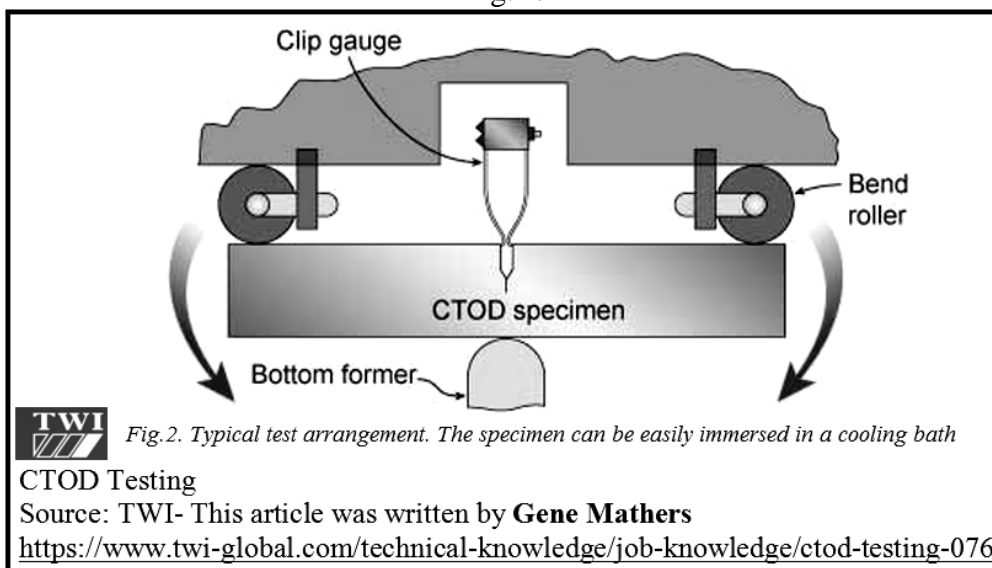 Clip gauge
Bend
roller
CTOD specimen
Bottom former
TWI
Fig.2. Typical test arrangement. The specimen can be easily immersed in a cooling bath
CTOD Testing
Source: TWI- This article was written by Gene Mathers
https://www.twi-global.com/technical-knowledge/job-knowledge/ctod-testing-076